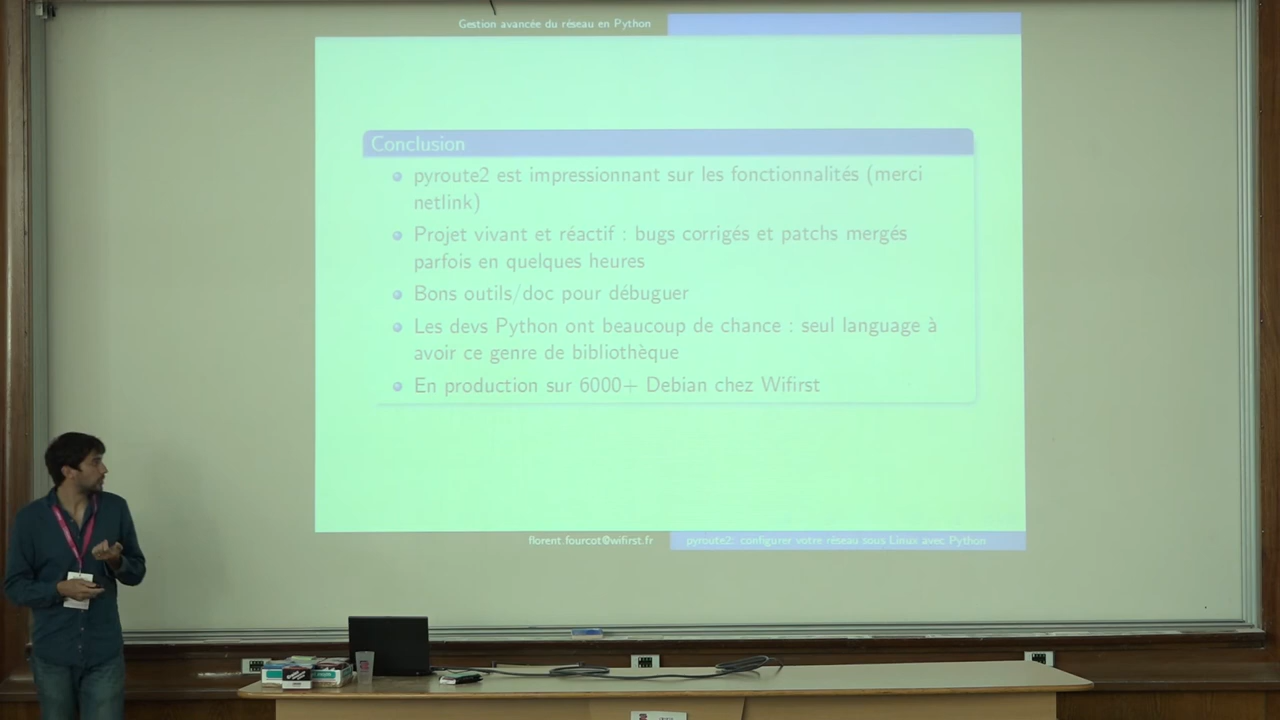 Gestion avancée du réseau en Python
Conclusion
pyroute2 est impressionnant sur les fonctionnalités (merci
netlink)
Projet vivant et réactif : bugs corrigés et patchs mergés
parfois en quelques heures
Bons outils/doc pour débuguer
Les devs Python ont beaucoup de chance : seul language à
avoir ce genre de bibliothèque
En production sur 6000+ Debian chez Wifirst
florent.fourcot@wifirst.fr
pyroute2: configurer votre réseau sous Linux avec Python